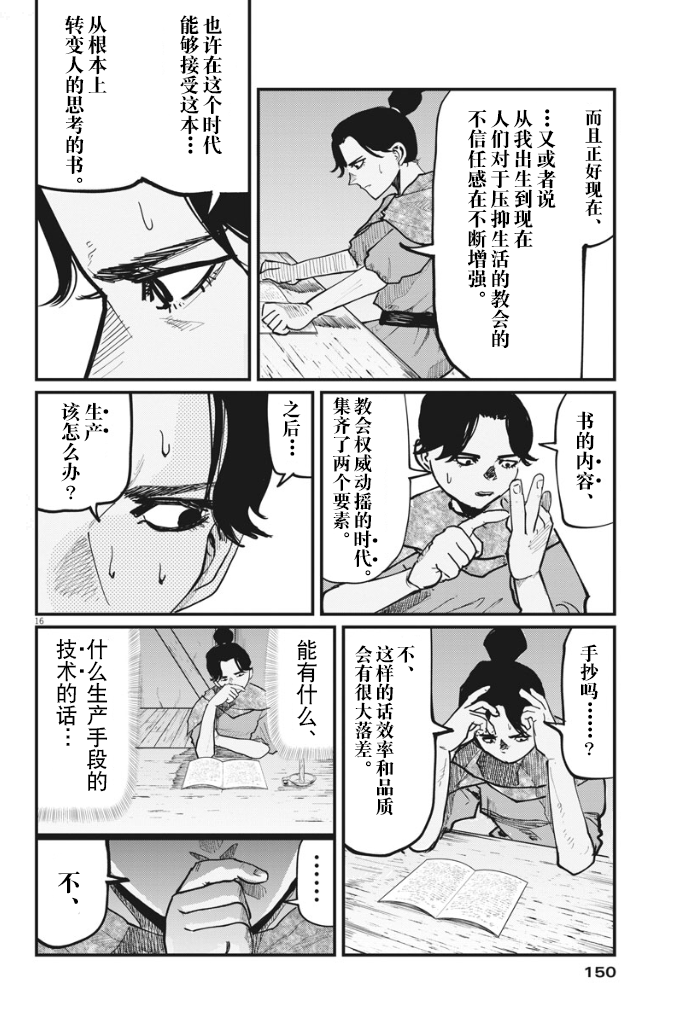 而且正好现在、
…又或者说
从我出生到现在
人们对于压抑生活的教会的
不信任感在不断增强。
也许在这个时代
能够接受这本…
从根本上
转变人的思考的书。
书的内容、
教会权威动摇的时代。
集齐了两个要素。
之后…
生产
该怎么办？
16
手抄吗……？
不、
这样的话效率和品质
会有很大落差。
能有什么、
什么生产手段的
技术的话…
……
不、
150